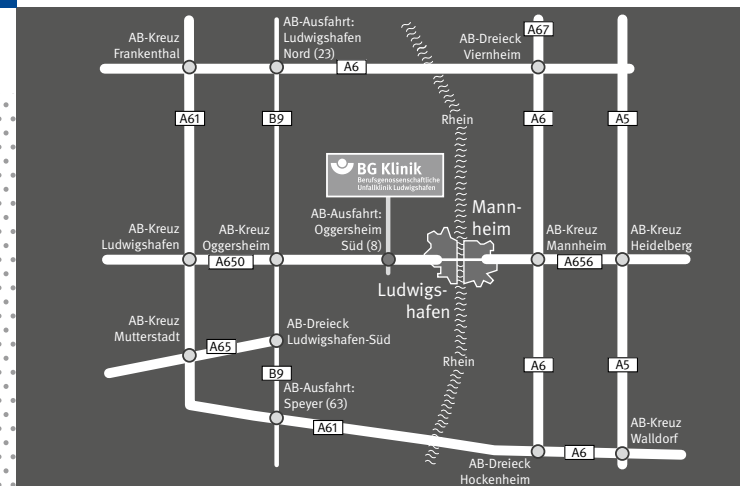 AB-Ausfahrt:
Ludwigshafen
Nord (23)
AB-Kreuz
Frankenthal
A67
AB-Dreieck
Viernheim
A6
A61
B9
Rhein
A6
A5
BG Klinik
Berufsgenossenschaftliche
Unfallklinik Ludwigshafen
AB-Ausfahrt:
Oggersheim
Süd (8)
Mann-
heim
AB-Kreuz
Ludwigshafen
AB-Kreuz
Oggersheim
AB-Kreuz
Mannheim
AB-Kreuz
Heidelberg
A650
A656
Ludwigs-
hafen
AB-Kreuz
Mutterstadt
A65
AB-Dreieck
Ludwigshafen-Süd
Rhein
A6
A5
B9
AB-Ausfahrt:
Speyer (63)
A61
AB-Kreuz
Walldorf
A6
AB-Dreieck
Hockenheim